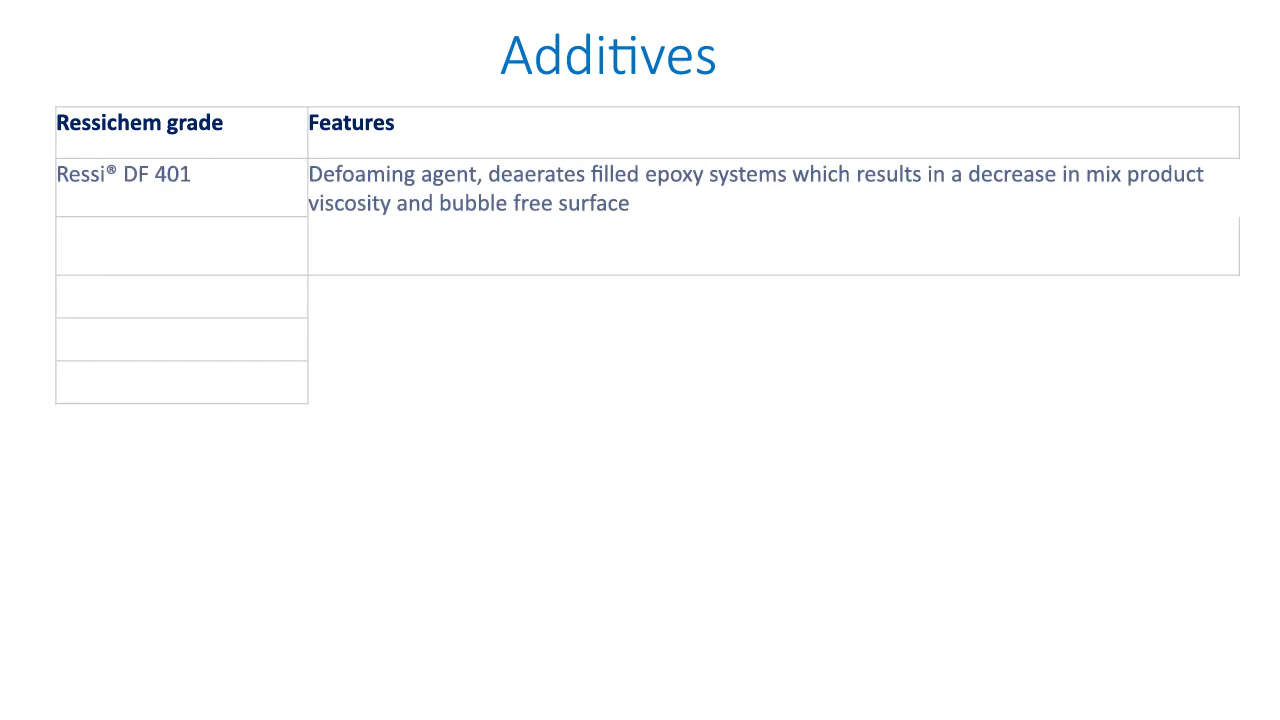 Additives
Ressichem grade
Features
Ressi® DF 401
Defoaming agent, deaerates filled epoxy systems which results in a decrease in mix product
viscosity and bubble free surface